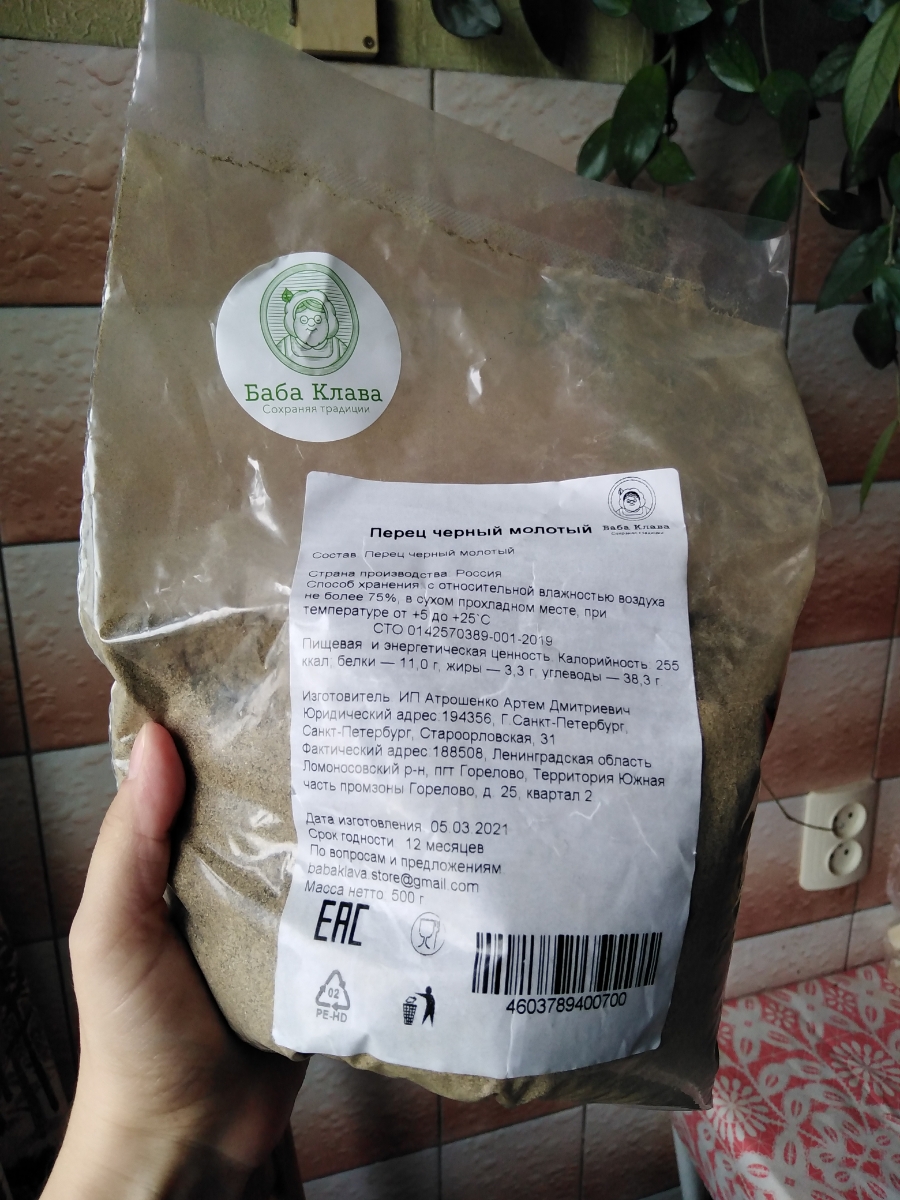 Баба Клава
Сохраняя традиции
Баба Клава
Сохраняя традиции
Перец черный молотый
Состав: Перец черный молотый
Страна производства: Россия
Способ хранения: с относительной влажностью воздуха
не более 75%, в сухом прохладном месте, при
температуре от +5 до +25°C
СТО 0142570389-001-2019
Пищевая и энергетическая ценность: Калорийность: 255
ккал; белки — 11,0 г, жиры — 3,3 г, углеводы — 38,3 г
Изготовитель: ИП Атрошенко Артем Дмитриевич
Юридический адрес:194356, Г.Санкт-Петербург,
Санкт-Петербург, Староорловская, 31
Фактический адрес:188508, Ленинградская область
Ломоносовский р-н, пгт Горелово, Территория Южная
часть промзоны Горелово, д. 25, квартал 2
Дата изготовления: 05.03.2021
Срок годности: 12 месяцев
По вопросам и предложениям:
babaklava.store@gmail.com
Масса нетто: 500 г
EAC
02
PE-HD
4603789400700